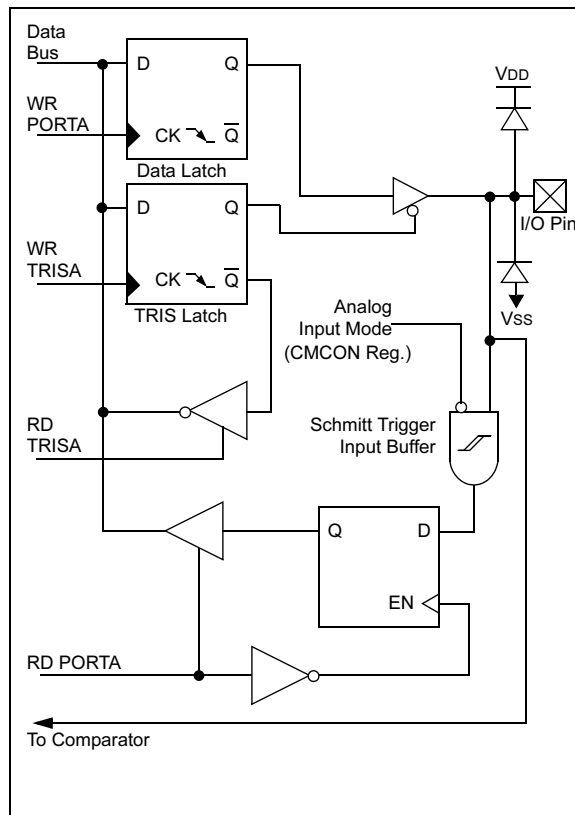 Data
Bus
D
Q
VDD
WR
PORTA
CK
Q
Data Latch
D
Q
I/O Pin
WR
TRISA
CK
Q
TRIS Latch
Analog
Input Mode
(CMCON Reg.)
VSS
Schmitt Trigger
Input Buffer
RD
TRISA
Q
D
EN
RD PORTA
To Comparator